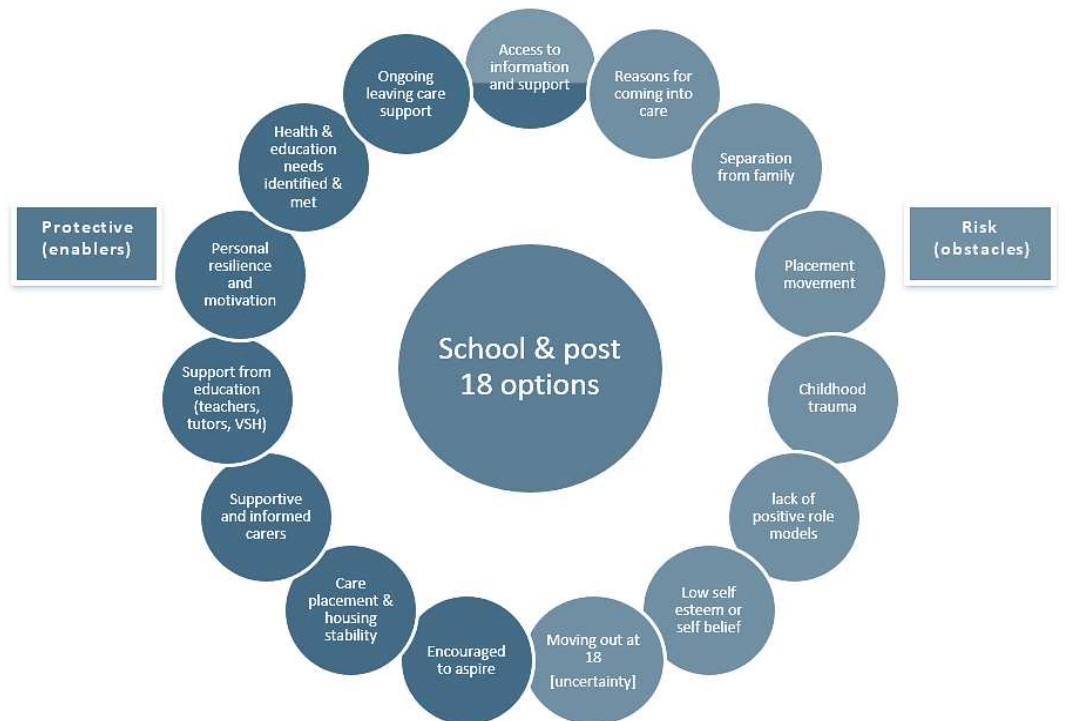 Access to
information
and support
Reasons for
coming into
care
Separation
from family
Placement
movement
Childhood
trauma
lack of
positive role
models
Low self
esteem or
self belief
Moving out at
18
[uncertainty]
Encouraged
to aspire
Care
placement &
housing
stability
Supportive
and informed
carers
Support from
education
(teachers,
tutors, VSH)
Personal
resilience
and
motivation
Health &
education
needs
identified &
met
Ongoing
leaving care
support
Protective
(enablers)
Risk
(obstacles)
School & post
18 options